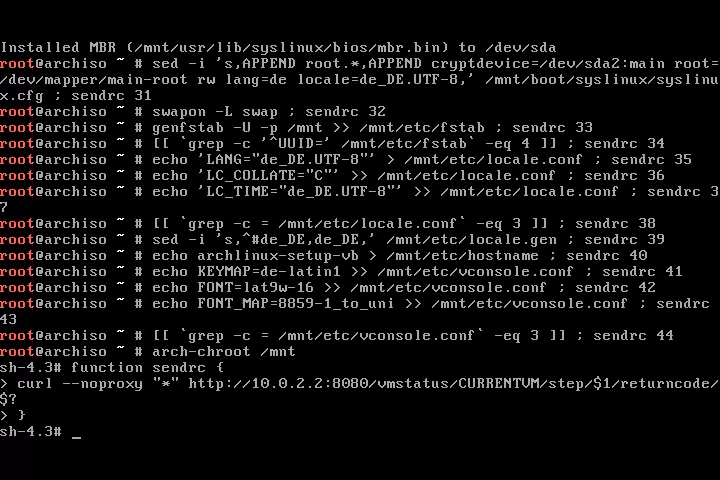 Installed MBR (/mnt/usr/lib/syslinux/bios/mbr.bin) to /dev/sda
root@archiso ~ # sed -i 's,APPEND root.*,APPEND cryptdevice=/dev/sda2:main root=
/dev/mapper/main-root rw lang=de locale=de_DE.UTF-8,' /mnt/boot/syslinux/syslinu
x.cfg ; sendrc 31
root@archiso ~ # swapon -L swap ; sendrc 32
root@archiso ~ # genfstab -U -p /mnt >> /mnt/etc/fstab ; sendrc 33
root@archiso ~ # [[ `grep -c '^UUID=' /mnt/etc/fstab` -eq 4 ]] ; sendrc 34
root@archiso ~ # echo 'LANG="de_DE.UTF-8"' > /mnt/etc/locale.conf ; sendrc 35
root@archiso ~ # echo 'LC_COLLATE="C"' >> /mnt/etc/locale.conf ; sendrc 36
root@archiso ~ # echo 'LC_TIME="de_DE.UTF-8"' >> /mnt/etc/locale.conf ; sendrc 3
7
root@archiso ~ # [[ `grep -c = /mnt/etc/locale.conf` -eq 3 ]] ; sendrc 38
root@archiso ~ # sed -i 's,^#de_DE,de_DE,' /mnt/etc/locale.gen ; sendrc 39
root@archiso ~ # echo archlinux-setup-vb > /mnt/etc/hostname ; sendrc 40
root@archiso ~ # echo KEYMAP=de-latin1 >> /mnt/etc/vconsole.conf ; sendrc 41
root@archiso ~ # echo FONT=lat9w-16 >> /mnt/etc/vconsole.conf ; sendrc 42
root@archiso ~ # echo FONT_MAP=8859-1_to_uni >> /mnt/etc/vconsole.conf ; sendrc 
43
root@archiso ~ # [[ `grep -c = /mnt/etc/vconsole.conf` -eq 3 ]] ; sendrc 44
root@archiso ~ # arch-chroot /mnt
sh-4.3# function sendrc {
> curl --noproxy "*" http://10.0.2.2:8080/vmstatus/CURRENTVM/step/$1/returncode/
$?
> }
sh-4.3# _